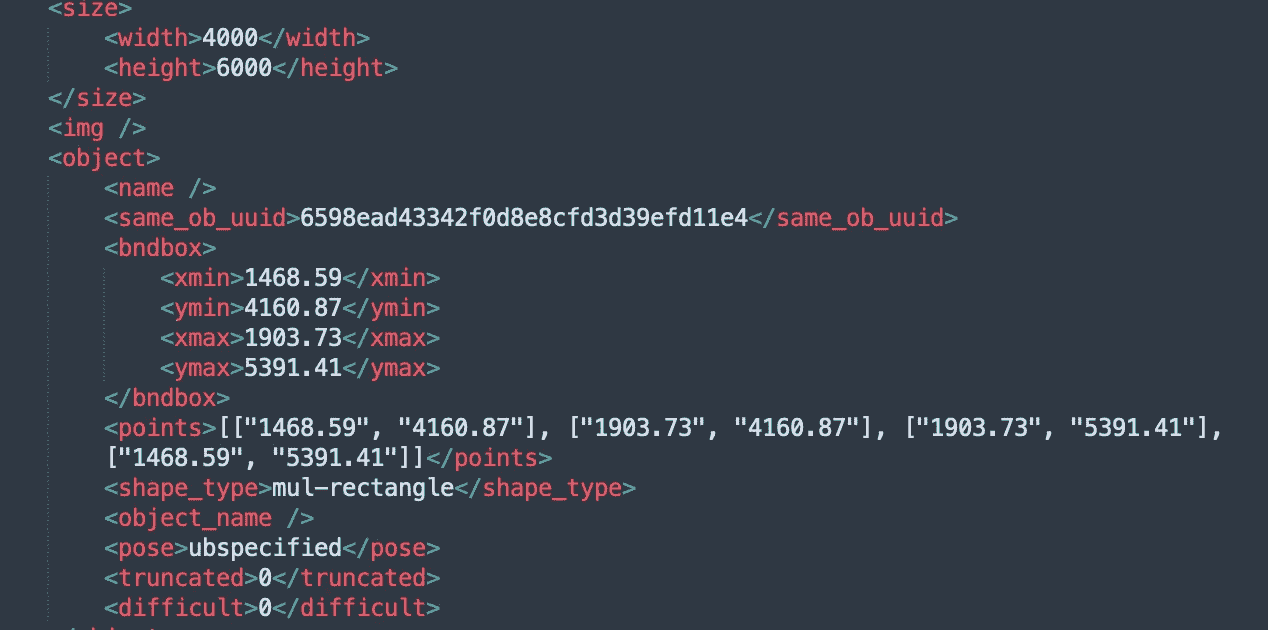 <size>
<width>4000</width>
<height>6000</height>
</size>
<img />
<object>
<name />
<same_ob_uuid>6598ead43342f0d8e8cfd3d39efd11e4</same_ob_uuid>
<bndbox>
<xmin>1468.59</xmin>
<ymin>4160.87</ymin>
<xmax>1903.73</xmax>
<ymax>5391.41</ymax>
</bndbox>
<points>[["1468.59", "4160.87"], ["1903.73", "4160.87"], ["1903.73", "5391.41"],
["1468.59", "5391.41"]]</points>
<shape_type>mul-rectangle</shape_type>
<object_name />
<pose>ubspecified</pose>
<truncated>0</truncated>
<difficult>0</difficult>